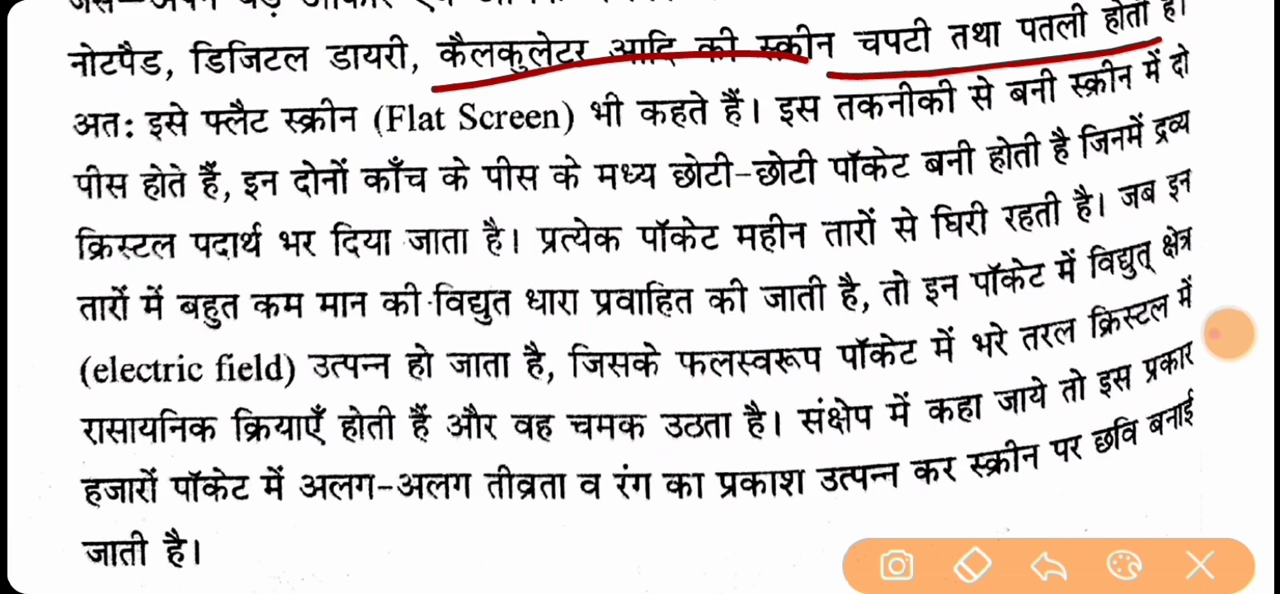 नोटपैड, डिजिटल डायरी, कैलकुलेटर आदि की स्क्रीन चपटी तथा पतली होती है।
अतः इसे फ्लैट स्क्रीन (Flat Screen) भी कहते हैं। इस तकनीकी से बनी स्क्रीन में दो
पीस होते हैं, इन दोनों काँच के पीस के मध्य छोटी-छोटी पॉकेट बनी होती है जिनमें द्रव्य
क्रिस्टल पदार्थ भर दिया जाता है। प्रत्येक पॉकेट महीन तारों से घिरी रहती है। जब इन
तारों में बहुत कम मान की विद्युत धारा प्रवाहित की जाती है, तो इन पॉकेट में विद्युत् क्षेत्र
(electric field) उत्पन्न हो जाता है, जिसके फलस्वरूप पॉकेट में भरे तरल क्रिस्टल में
रासायनिक क्रियाएँ होती हैं और वह चमक उठता है। संक्षेप में कहा जाये तो इस प्रकार
हजारों पॉकेट में अलग-अलग तीव्रता व रंग का प्रकाश उत्पन्न कर स्क्रीन पर छवि बनाई
जाती है।